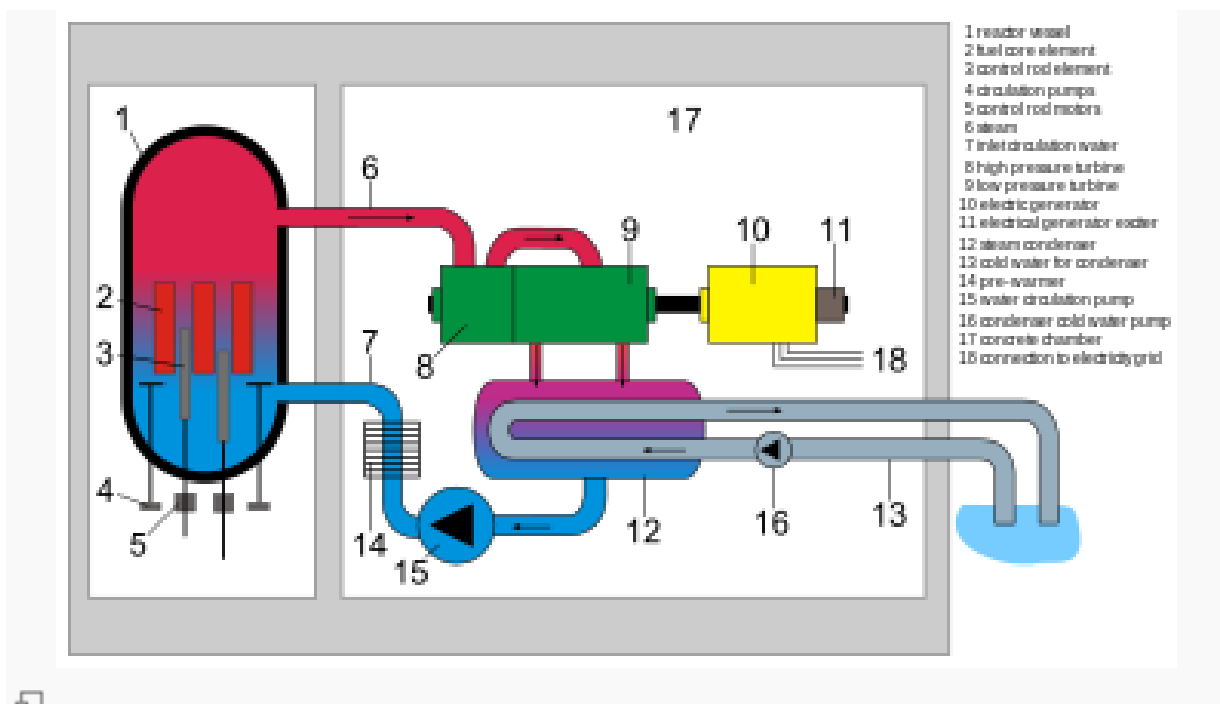 1
2
3
4
5
6
7
8
9
10
11
12
13
14
15
16
17
18
1 reactor vessel
2 fuel core element
3 control rod element
4 circulation pumps
5 control rod motors
6 steam
7 inlet circulation water
8 high pressure turbine
9 low pressure turbine
10 electric generator
11 electrical generator exciter
12 steam condenser
13 cold water for condenser
14 pre-warmer
15 water circulation pump
16 condenser cold water pump
17 concrete chamber
18 connection to electricity grid